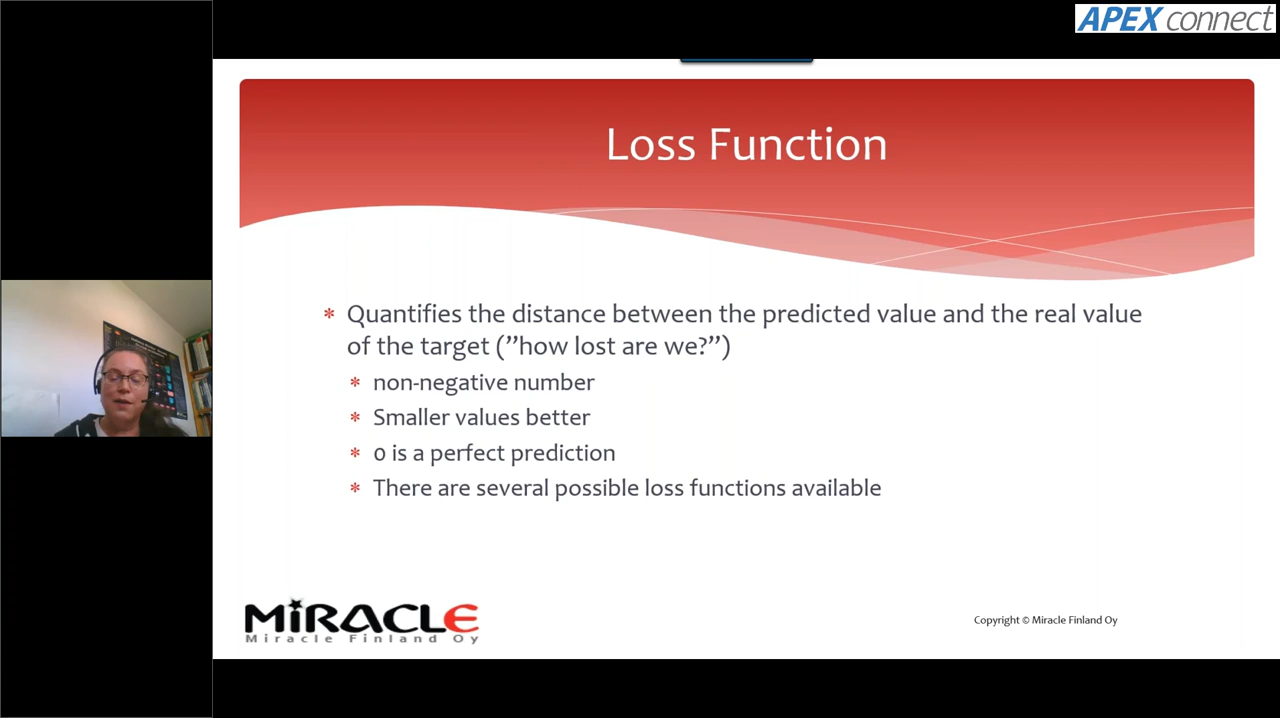 APEX connect
Loss Function
* Quantifies the distance between the predicted value and the real value
of the target (”how lost are we?”)
* non-negative number
* Smaller values better
* 0 is a perfect prediction
* There are several possible loss functions available
MiRACLE
Miracle Finland Oy
Copyright © Miracle Finland Oy